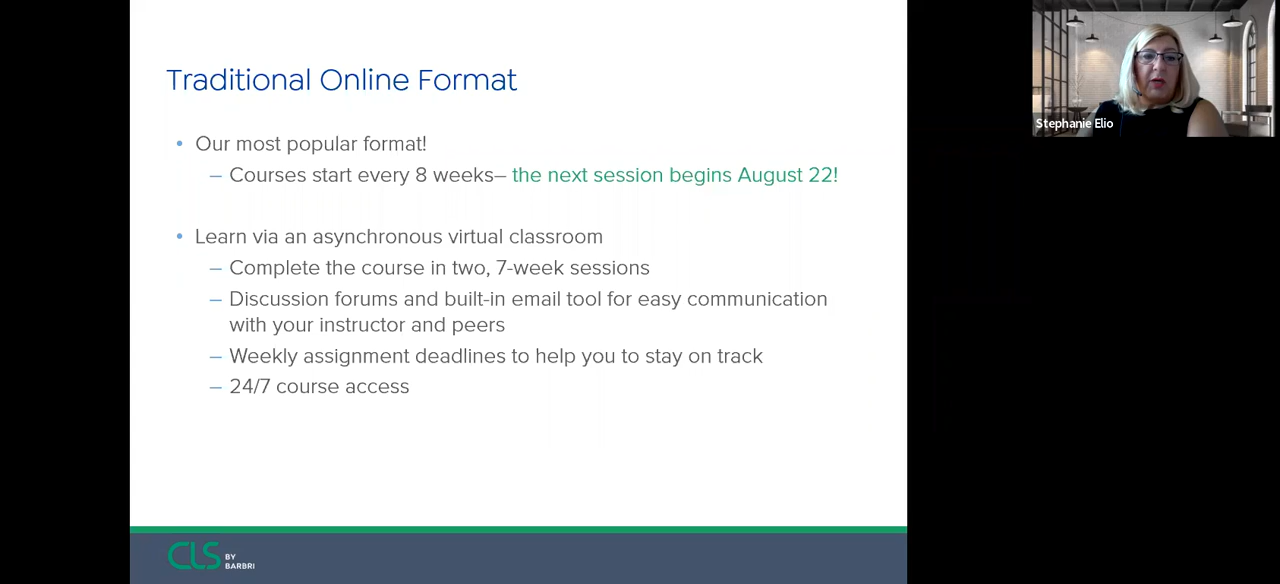 Traditional Online Format
• Our most popular format!
– Courses start every 8 weeks– the next session begins August 22!
• Learn via an asynchronous virtual classroom
– Complete the course in two, 7-week sessions
– Discussion forums and built-in email tool for easy communication
with your instructor and peers
– Weekly assignment deadlines to help you to stay on track
– 24/7 course access
CLS BY
BARBRI
Stephanie Elio